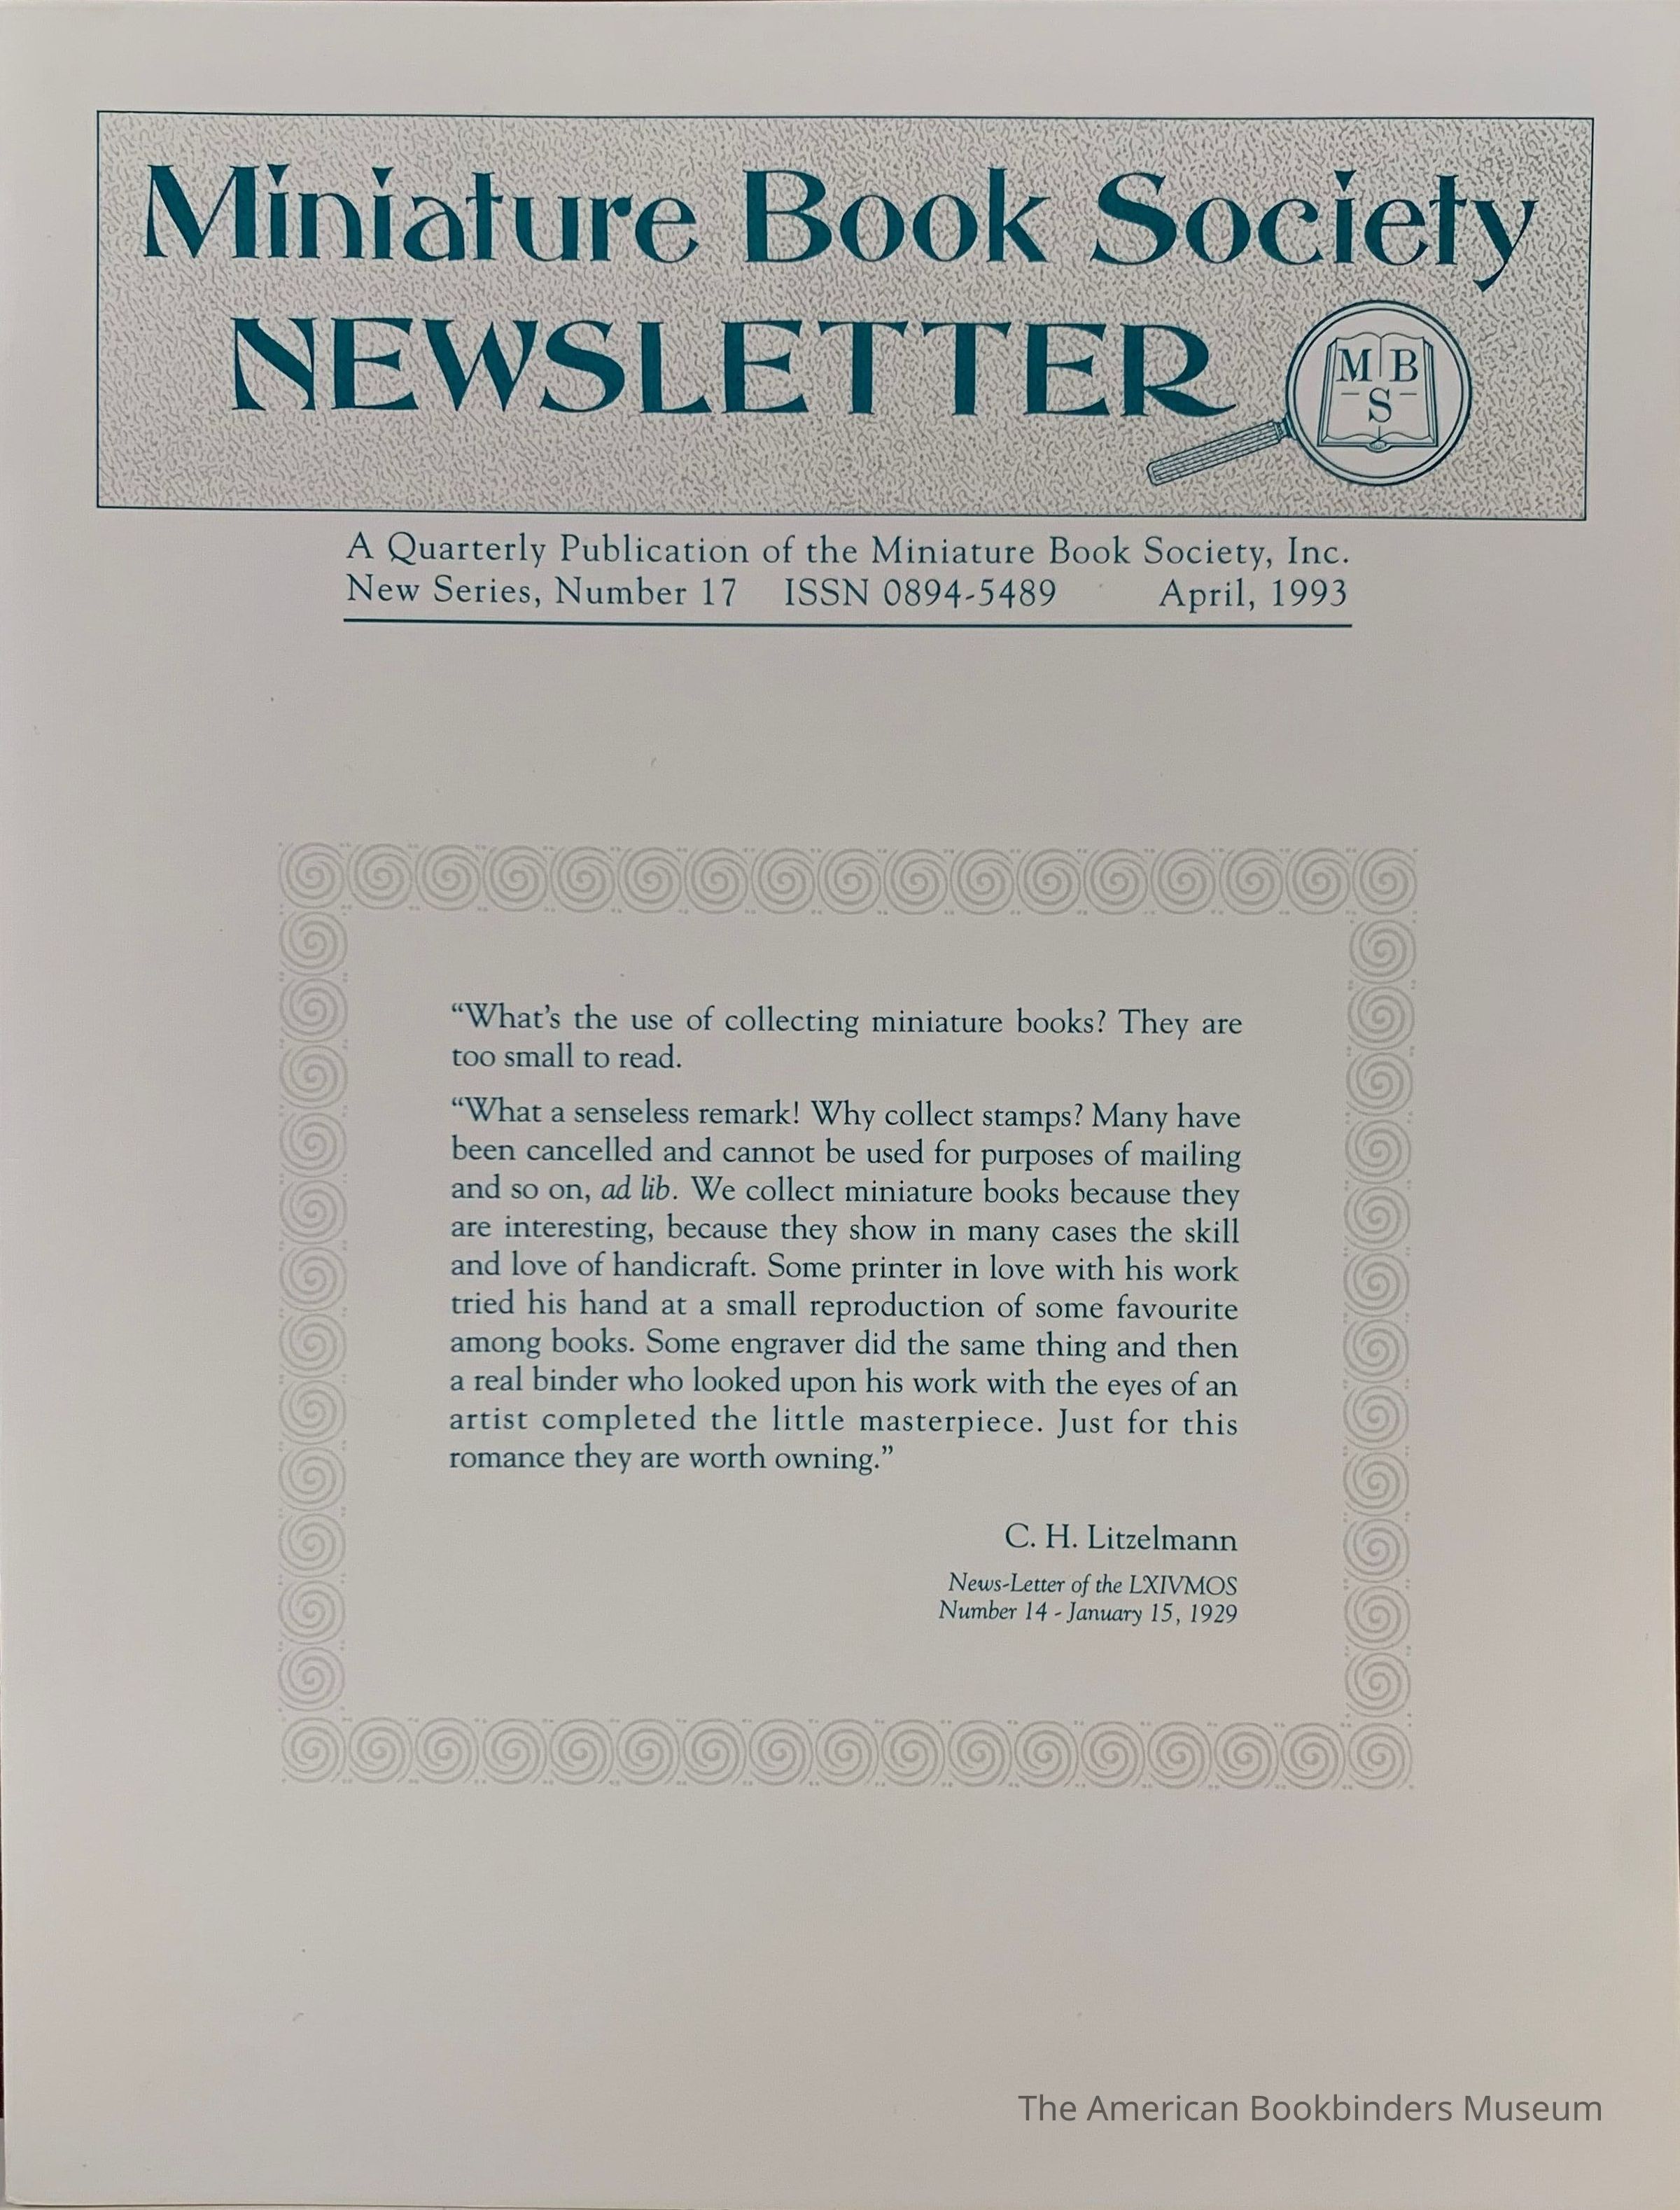 Miniature Book Society
NEWSLETTER
M B
S
A Quarterly Publication of the Miniature Book Society, Inc.
New Series, Number 17 ISSN 0894-5489 April, 1993
“What’s the use of collecting miniature books? They are
too small to read.
“What a senseless remark! Why collect stamps? Many have
been cancelled and cannot be used for purposes of mailing
and so on, ad lib. We collect miniature books because they
are interesting, because they show in many cases the skill
and love of handicraft. Some printer in love with his work
tried his hand at a small reproduction of some favourite
among books. Some engraver did the same thing and then
a real binder who looked upon his work with the eyes of an
artist completed the little masterpiece. Just for this
romance they are worth owning.”
C. H. Litzelmann
News-Letter of the LXIVMOS
Number 14 - January 15, 1929
The American Bookbinders Museum